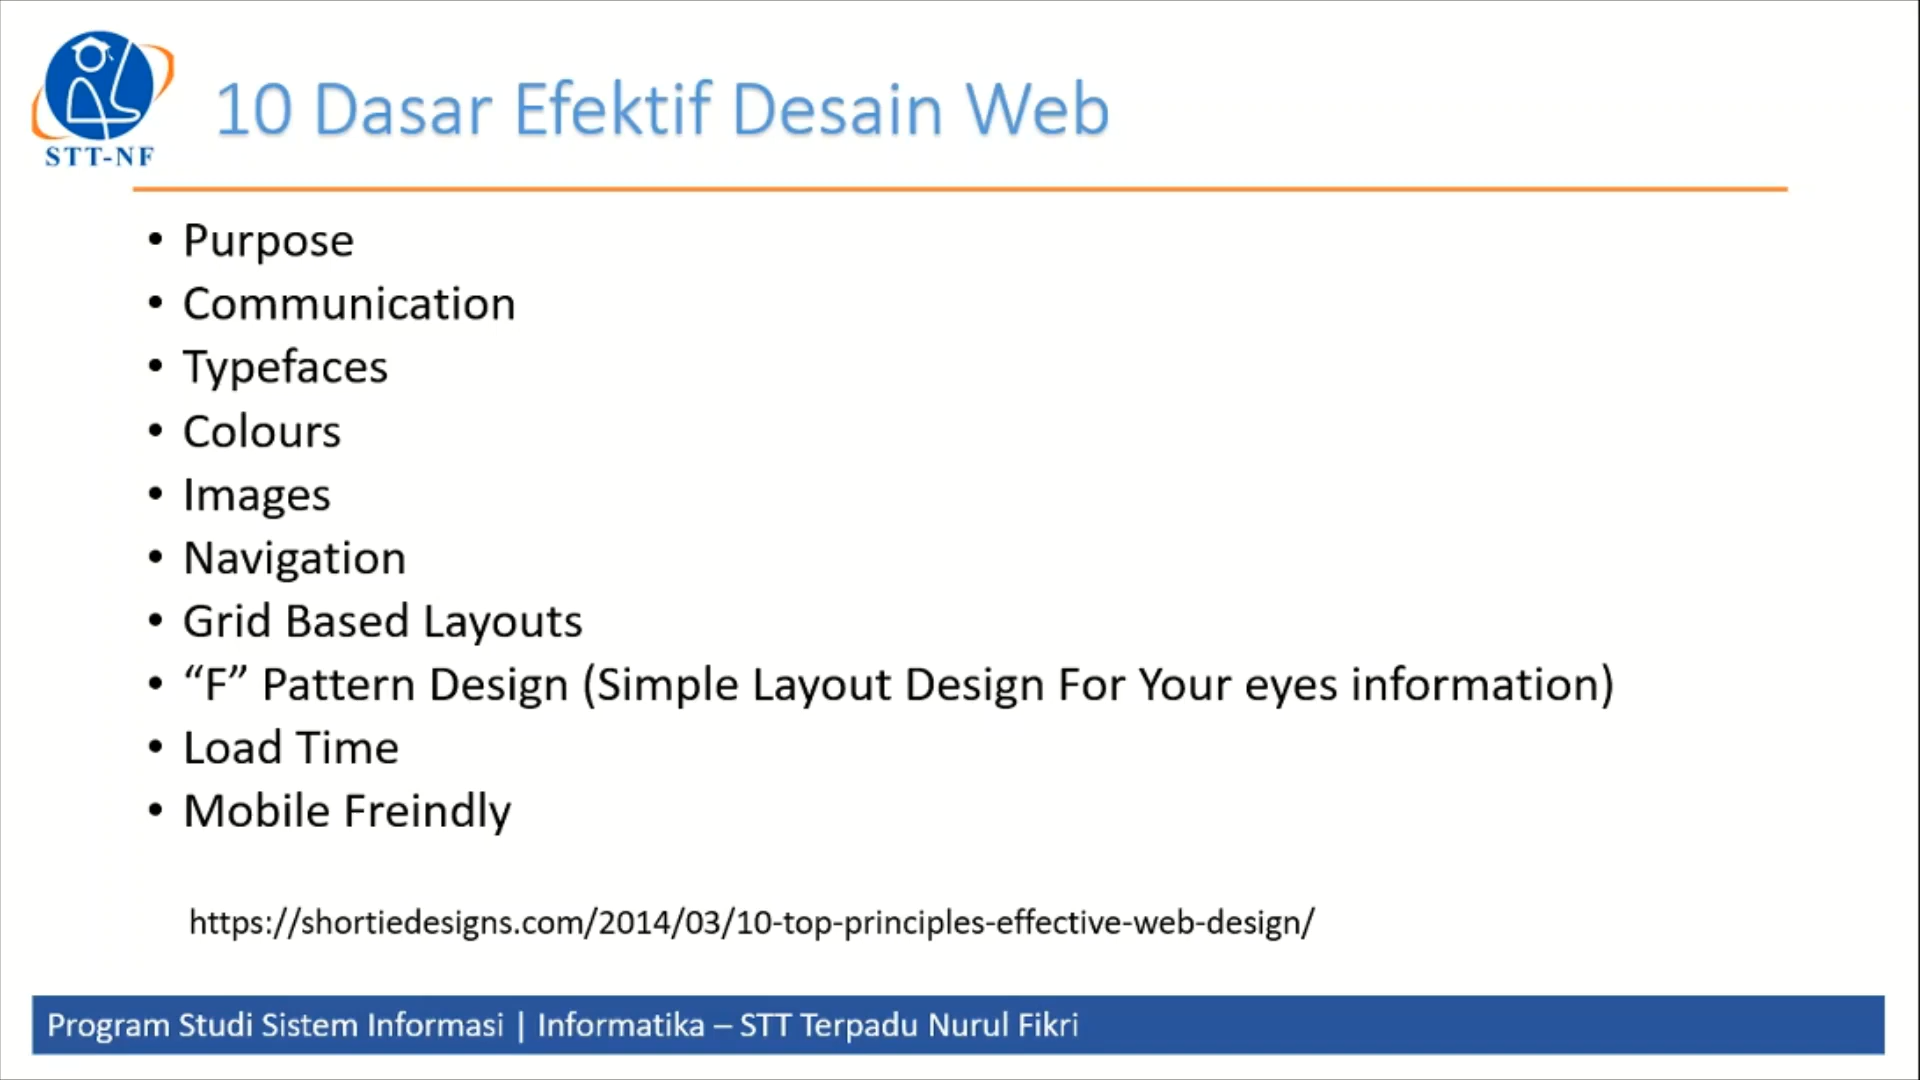 STT-NF
10 Dasar Efektif Desain Web
• Purpose
• Communication
• Typefaces
• Colours
• Images
• Navigation
• Grid Based Layouts
• “F” Pattern Design (Simple Layout Design For Your eyes information)
• Load Time
• Mobile Freindly
https://shortiedesigns.com/2014/03/10-top-principles-effective-web-design/
Program Studi Sistem Informasi | Informatika – STT Terpadu Nurul Fikri